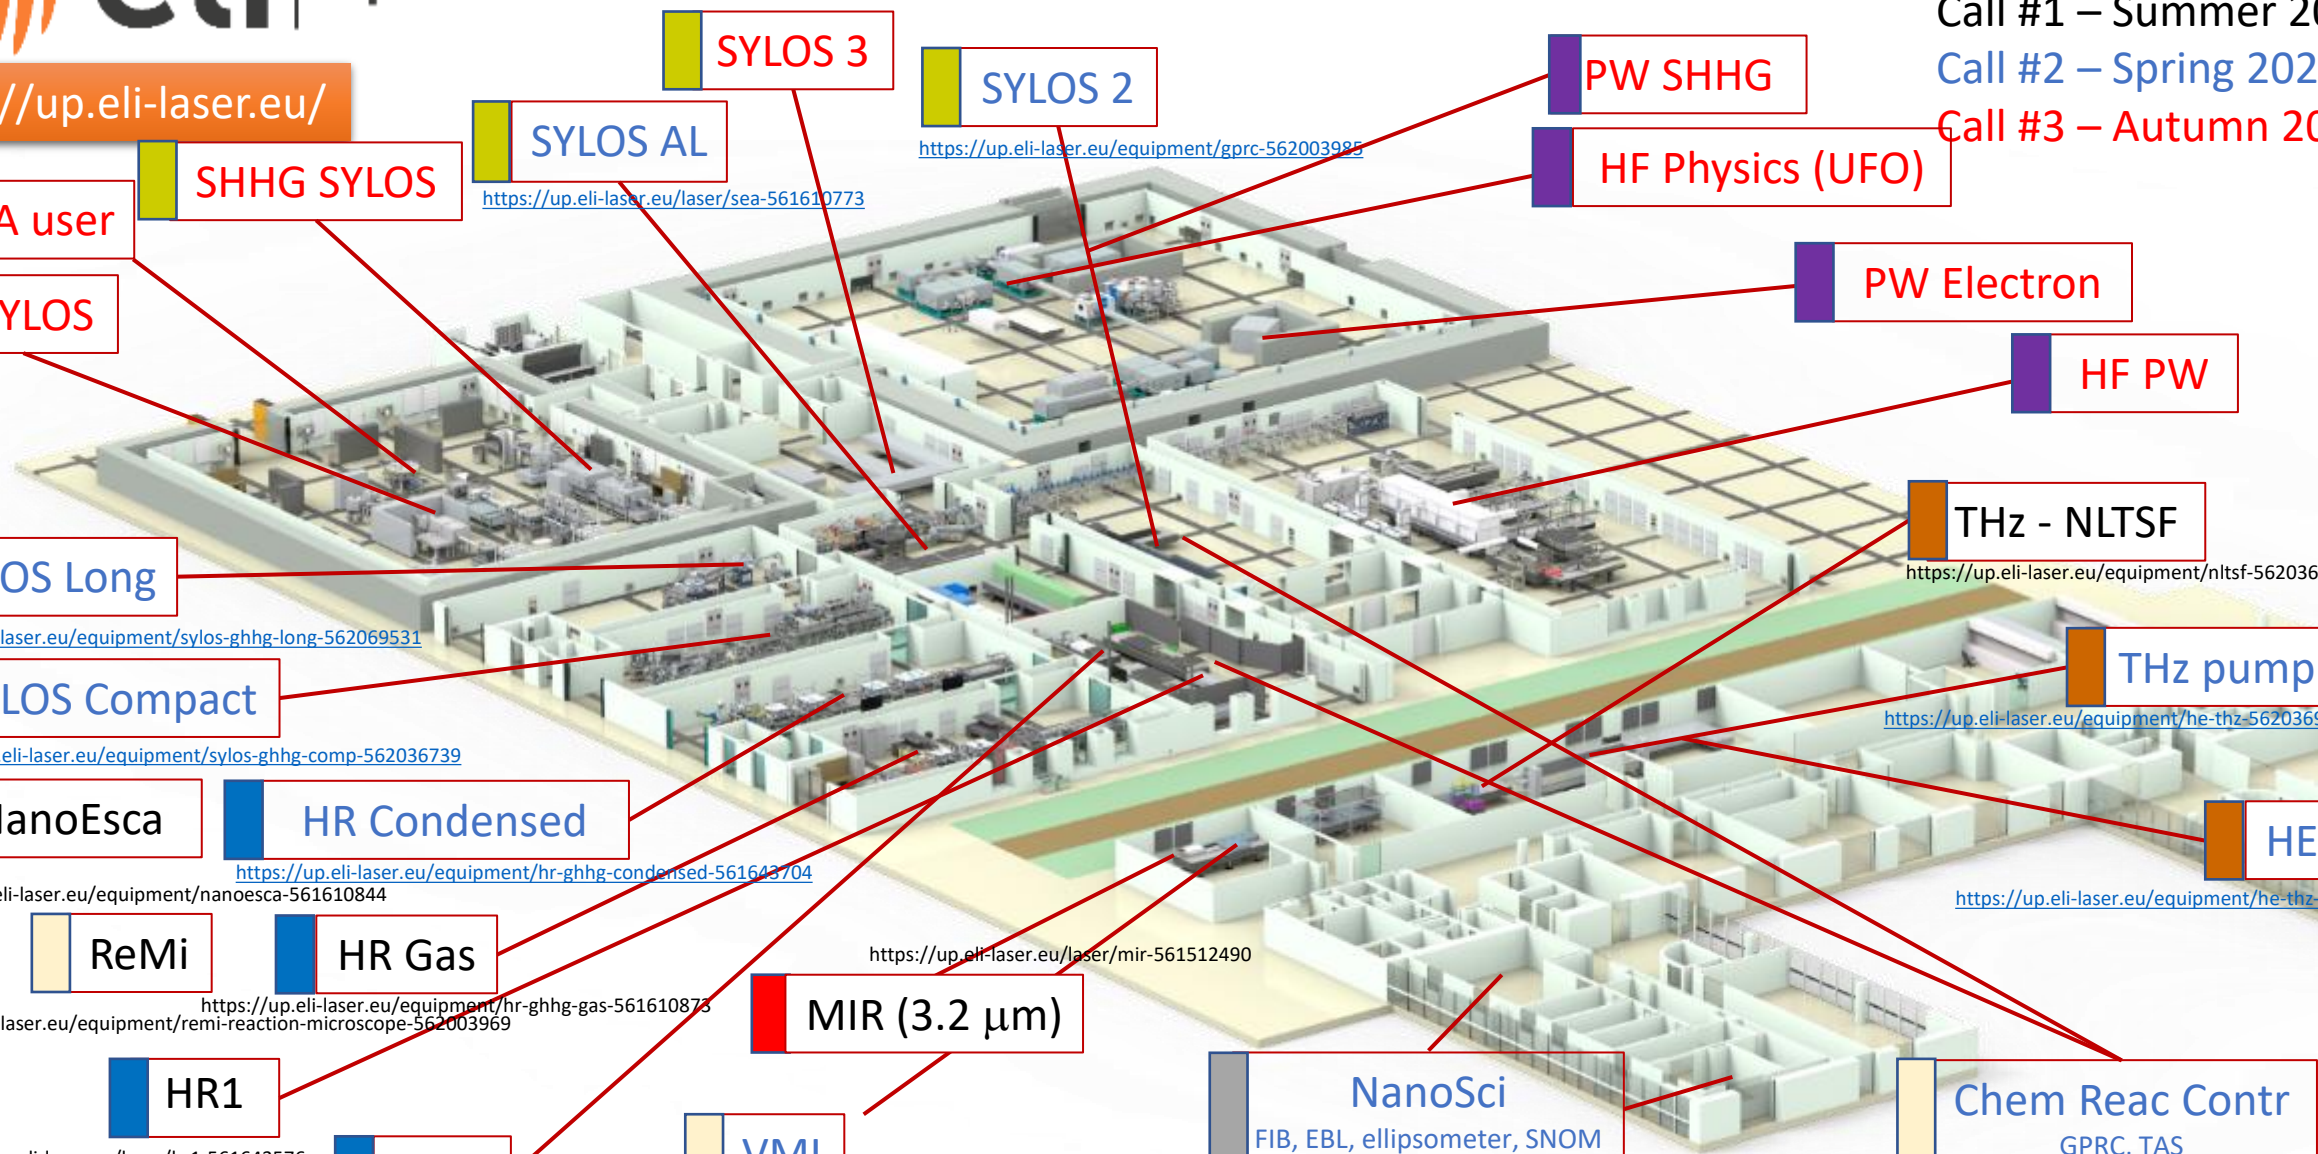 eli
//up.eli-laser.eu/
Call #1 – Summer
Call #2 – Spring
Call #3 – Autumn
SYLOS 3
SYLOS 2
https://up.eli-laser.eu/equipment/gprc-562003985
PW SHHG
SYLOS AL
https://up.eli-laser.eu/laser/sea-561610773
HF Physics (UFO)
SHHG SYLOS
A user
PW Electron
YLOS
HF PW
THz - NLTSF
https://up.eli-laser.eu/equipment/nltsf-562036
OS Long
laser.eu/equipment/sylos-ghhg-long-562069531
THz pump
https://up.eli-laser.eu/equipment/he-thz-5620369
LOS Compact
eli-laser.eu/equipment/sylos-ghhg-comp-562036739
NanoEsca
eli-laser.eu/equipment/nanoesca-561610844
HR Condensed
https://up.eli-laser.eu/equipment/hr-ghhg-condensed-561643704
HE
https://up.eli-laser.eu/equipment/he-thz-
ReMi
laser.eu/equipment/remi-reaction-microscope-562003969
HR Gas
https://up.eli-laser.eu/equipment/hr-ghhg-gas-561610873
https://up.eli-laser.eu/laser/mir-561512490
MIR (3.2 μm)
HR1
VMI
NanoSci
FIB, EBL, ellipsometer, SNOM
Chem Reac Contr
GPRC, TAS